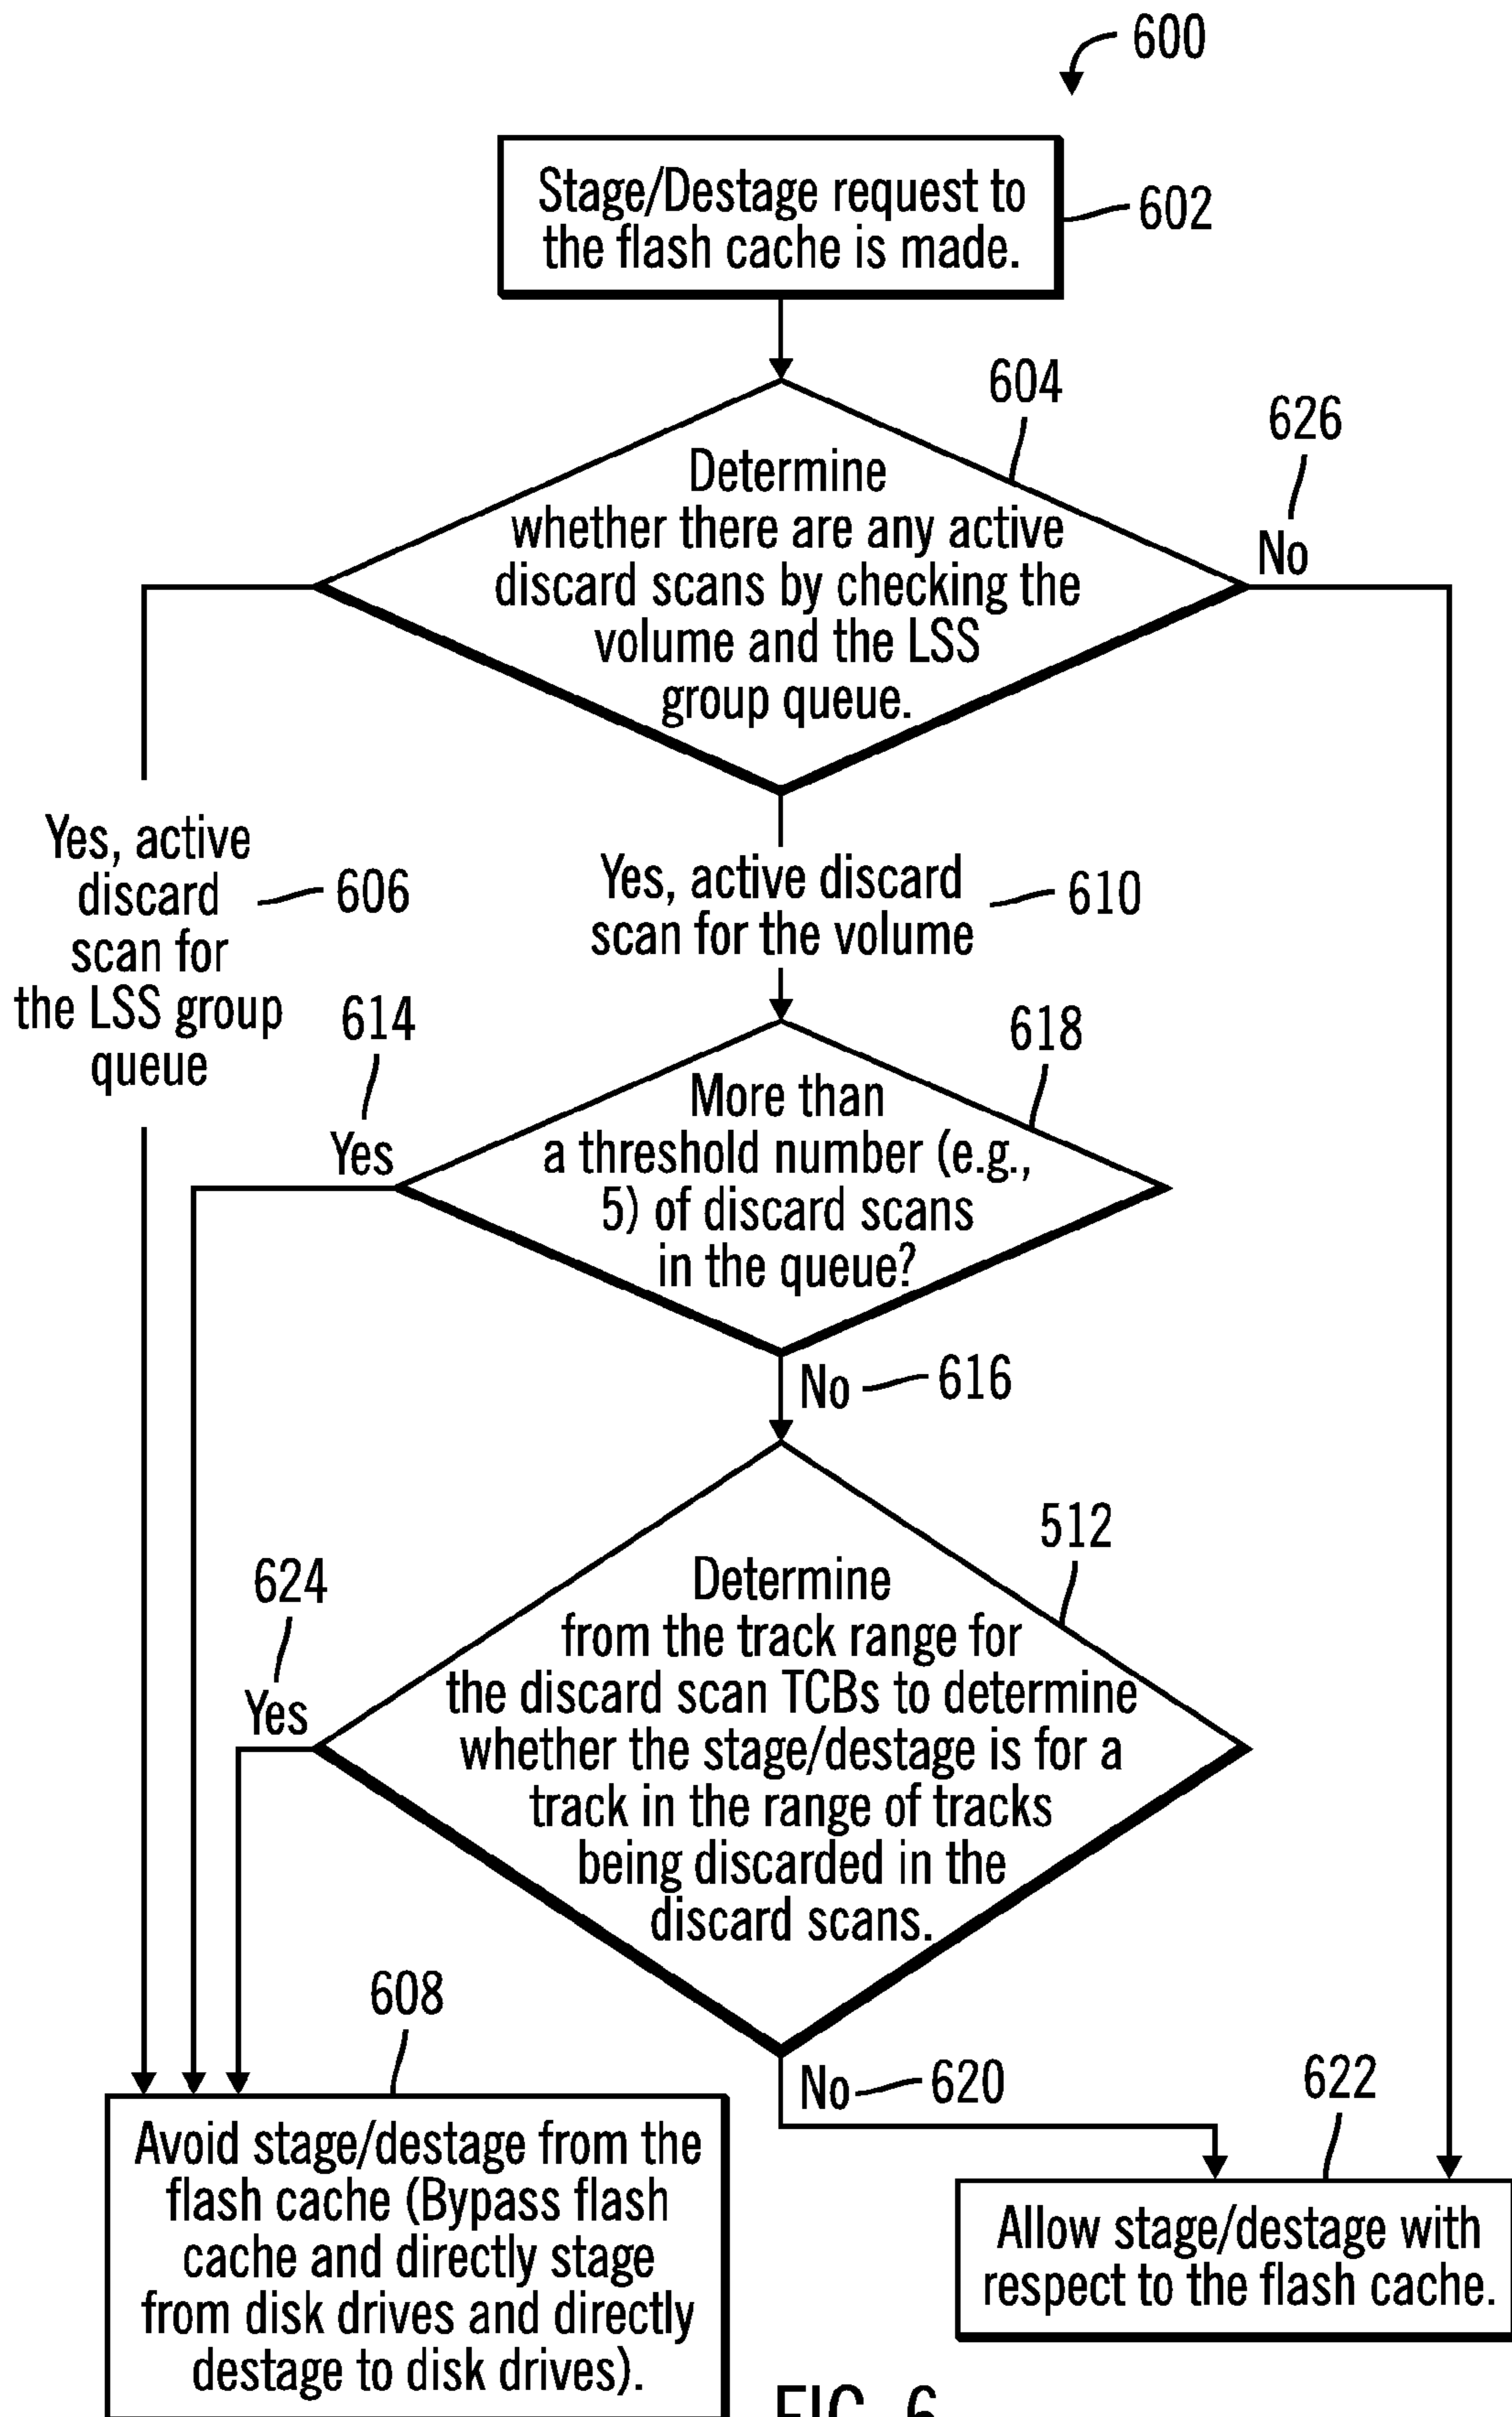 600
Stage/Destage request to
the flash cache is made.
602
604
626
Determine
whether there are any active
discard scans by checking the
volume and the LSS
group queue.
No
Yes, active
discard
scan for
the LSS group
queue
606
Yes, active discard
scan for the volume
610
614
Yes
618
More than
a threshold number (e.g.,
5) of discard scans
in the queue?
No
616
512
624
Yes
Determine
from the track range for
the discard scan TCBs to determine
whether the stage/destage is for a
track in the range of tracks
being discarded in the
discard scans.
608
No
620
622
Avoid stage/destage from the
flash cache (Bypass flash
cache and directly stage
from disk drives and directly
destage to disk drives).
Allow stage/destage with
respect to the flash cache.
FIG. 6